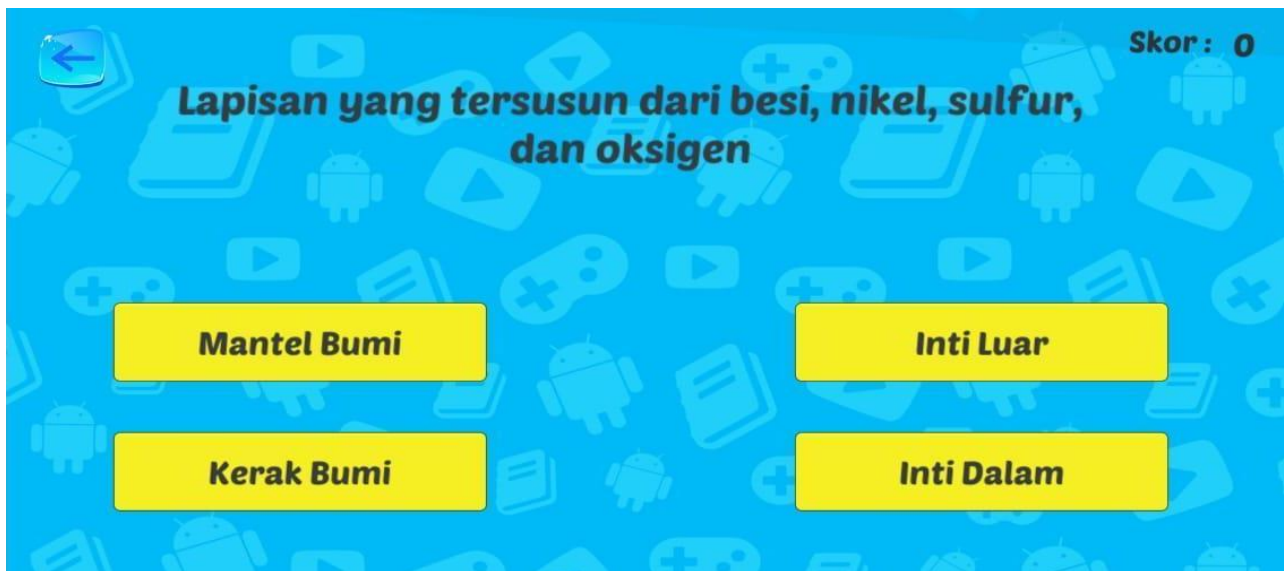 Skor : 0
Lapisan yang tersusun dari besi, nikel, sulfur,
dan oksigen
Mantel Bumi
Inti Luar
Kerak Bumi
Inti Dalam